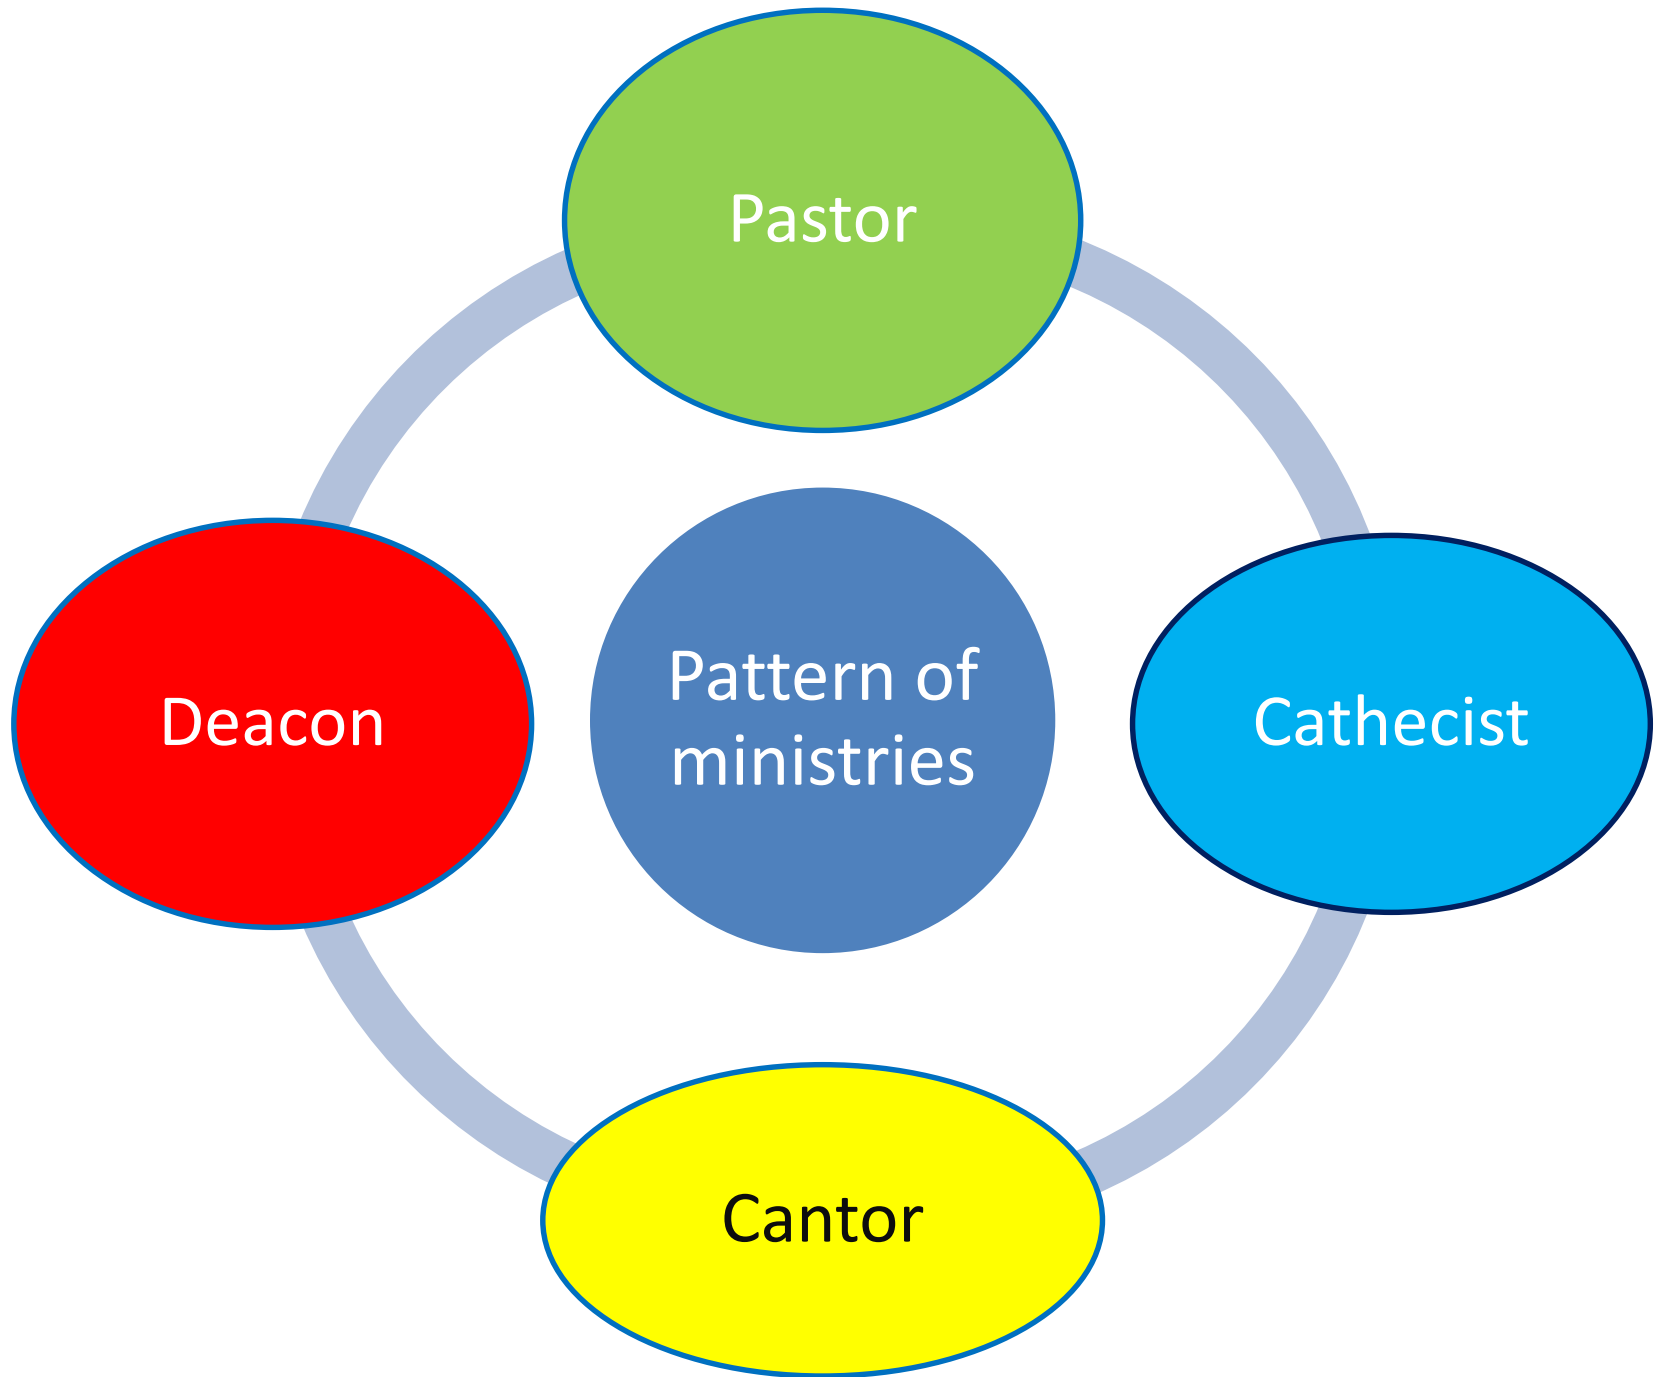 Pastor
Deacon
Pattern of
ministries
Cathecist
Cantor